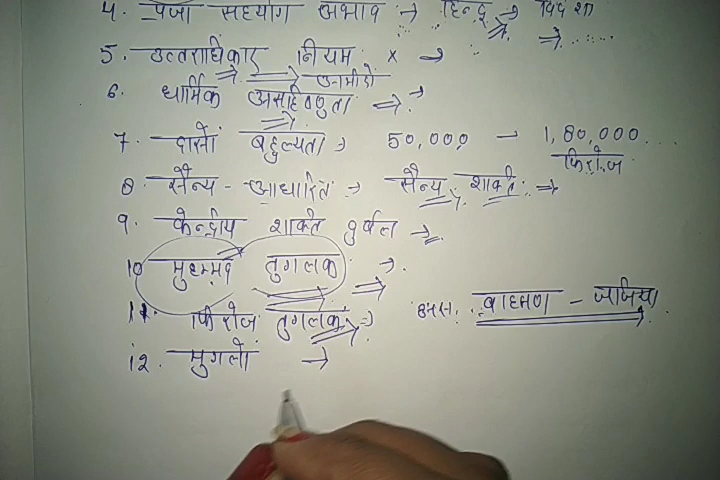 4. प्रजा सहयोग अभाव → हिन्दू →
5. उत्तराधिकार नियम × →
6. धार्मिक असहिष्णुता ⇒
7. दासों बहुल्यता → 50,000 - 1,80,000...
फिरोज
8. सैन्य - आधारित → सैन्य शक्ति ⇒
9. केन्द्रीय शक्ति दुर्बल ⇒
10 मुहम्मद तुगलक →
11. फिरोज तुगलक → ब्राह्मण - जजिया
12. मुगलो →